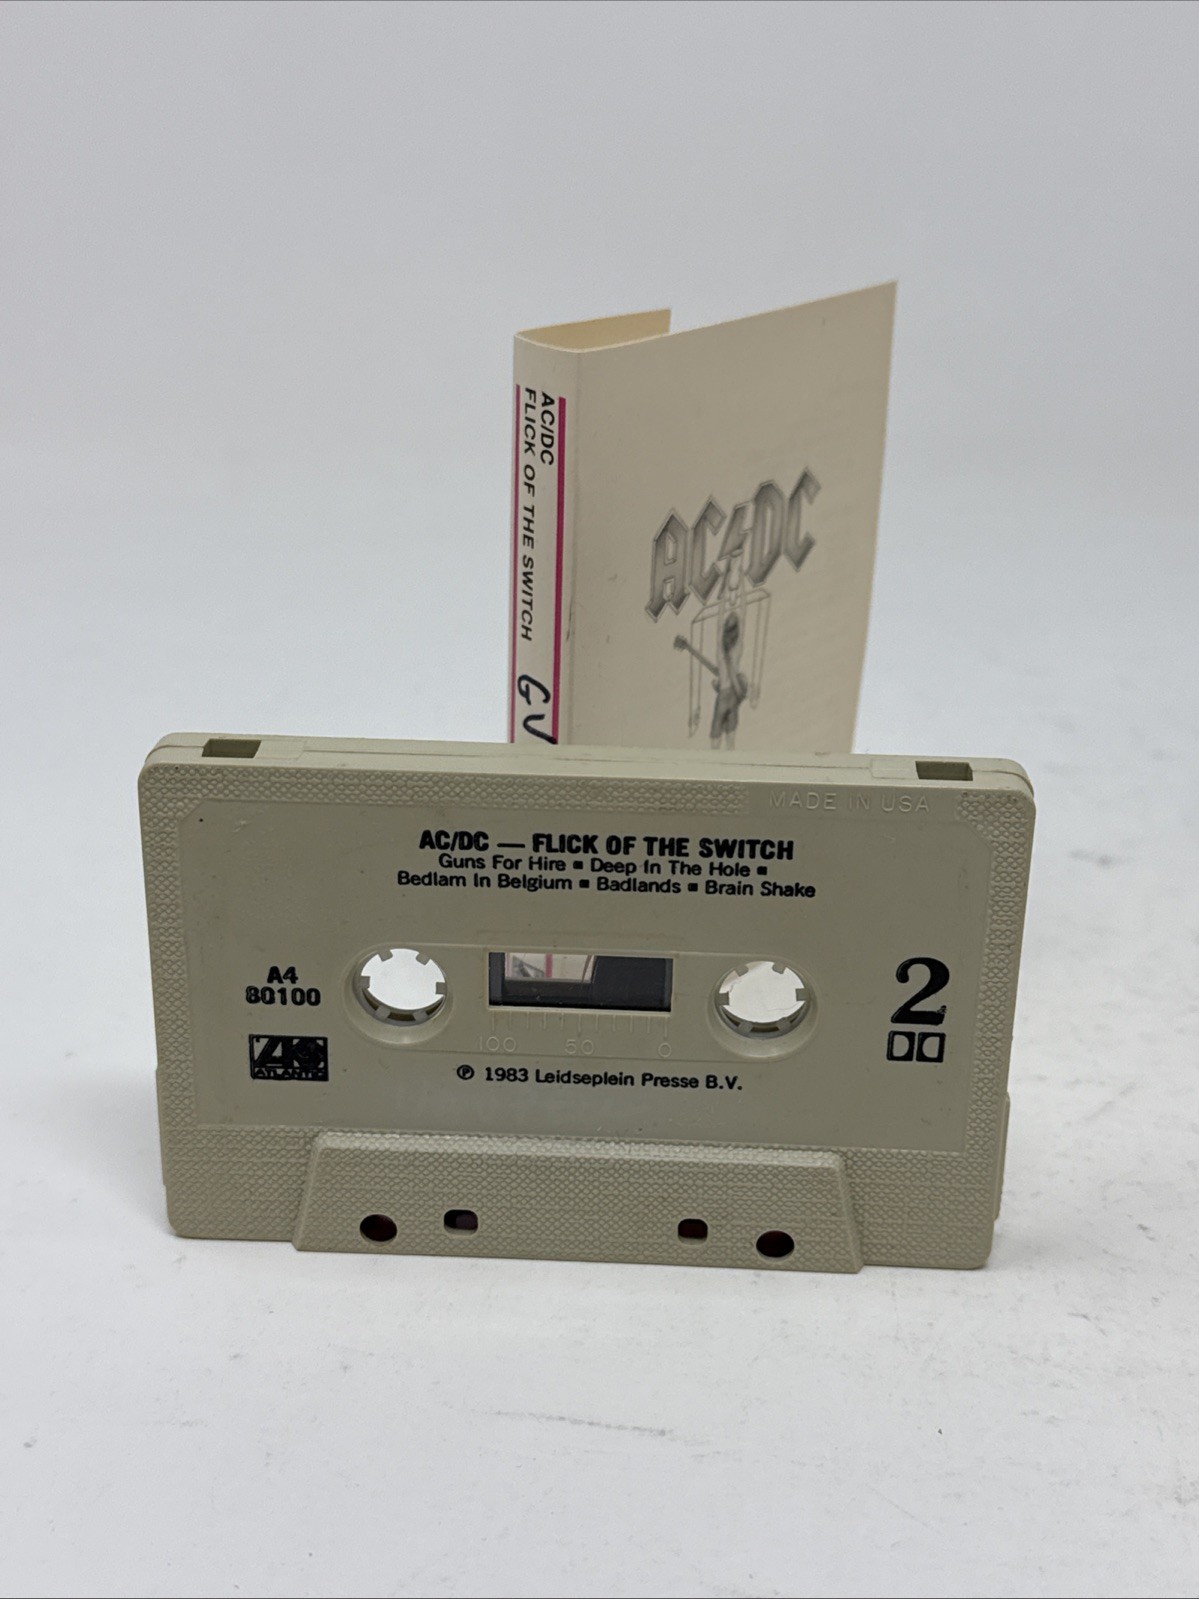 AC/DC
FLICK OF THE SWITCH
GV
AC DC
MADE IN USA
AC/DC — FLICK OF THE SWITCH
Guns For Hire ■ Deep In The Hole ■
Bedlam In Belgium ■ Badlands ■ Brain Shake
A4
80100
2
ATLANTIC
100 50 0
℗ 1983 Leidseplein Presse B.V.